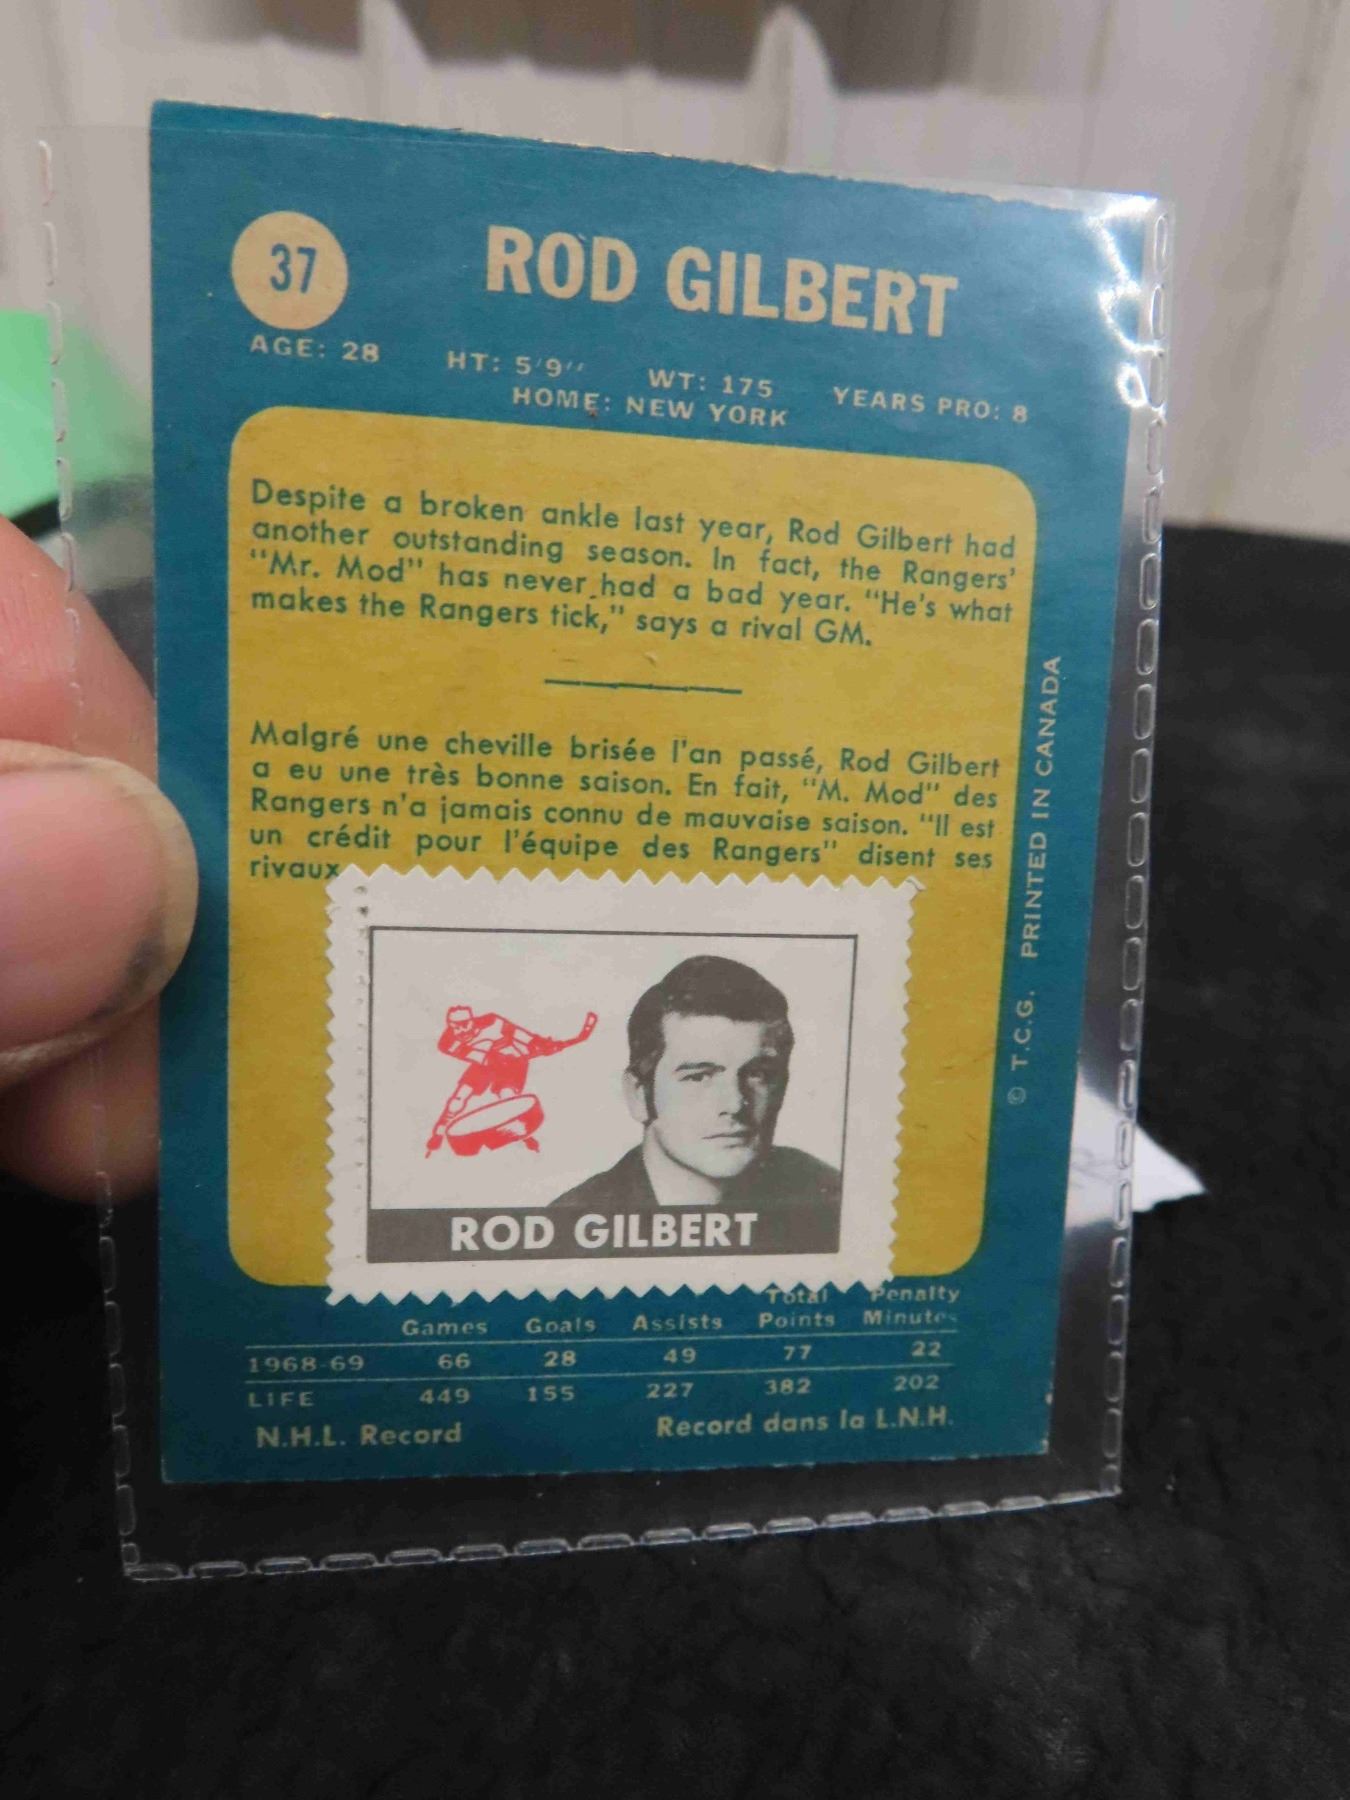 37
ROD GILBERT
AGE: 28 HT: 5'9" WT: 175 YEARS PRO: 8
HOME: NEW YORK
Despite a broken ankle last year, Rod Gilbert had
another outstanding season. In fact, the Rangers'
"Mr. Mod" has never had a bad year. "He's what
makes the Rangers tick," says a rival GM.
Malgré une cheville brisée l'an passé, Rod Gilbert
a eu une très bonne saison. En fait, "M. Mod" des
Rangers n'a jamais connu de mauvaise saison. "Il est
un crédit pour l'équipe des Rangers" disent ses
rivaux
ROD GILBERT
Total Penalty
Games Goals Assists Points Minutes
1968-69 66 28 49 77 22
LIFE 449 155 227 382 202
N.H.L. Record Record dans la L.N.H.
© T.C.G. PRINTED IN CANADA